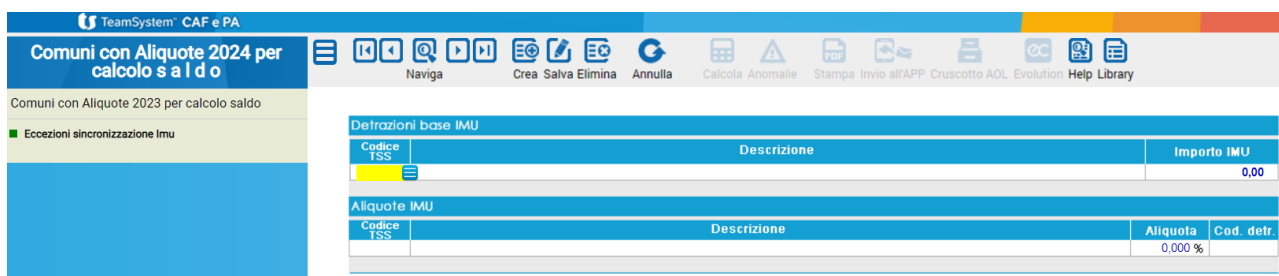 TeamSystem® CAF e PA
Comuni con Aliquote 2024 per
calcolo s a l d o
Naviga Crea Salva Elimina Annulla Calcola Anomalie Stampa Invio all'APP Cruscotto AOL Evolution Help Library
Comuni con Aliquote 2023 per calcolo saldo
Eccezioni sincronizzazione Imu
Detrazioni base IMU
Codice TSS Descrizione Importo IMU
0,00
Aliquote IMU
Codice TSS Descrizione Aliquota Cod. detr.
0,000 %